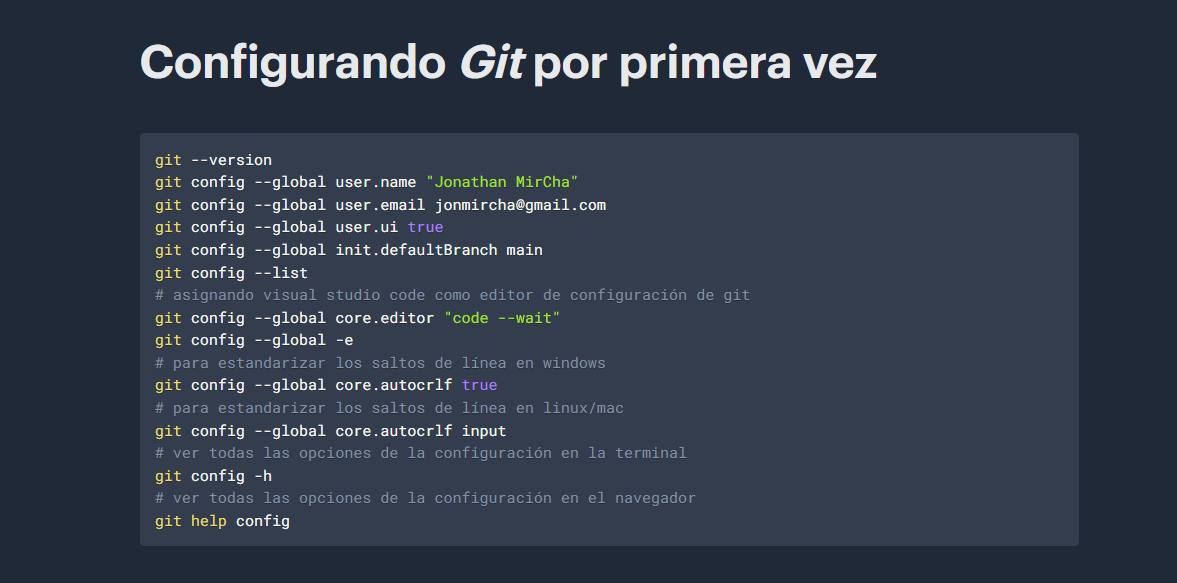 Configurando Git por primera vez
git --version
git config --global user.name "Jonathan MirCha"
git config --global user.email jonmircha@gmail.com
git config --global user.ui true
git config --global init.defaultBranch main
git config --list
# asignando visual studio code como editor de configuración de git
git config --global core.editor "code --wait"
git config --global -e
# para estandarizar los saltos de línea en windows
git config --global core.autocrlf true
# para estandarizar los saltos de línea en linux/mac
git config --global core.autocrlf input
# ver todas las opciones de la configuración en la terminal
git config -h
# ver todas las opciones de la configuración en el navegador
git help config